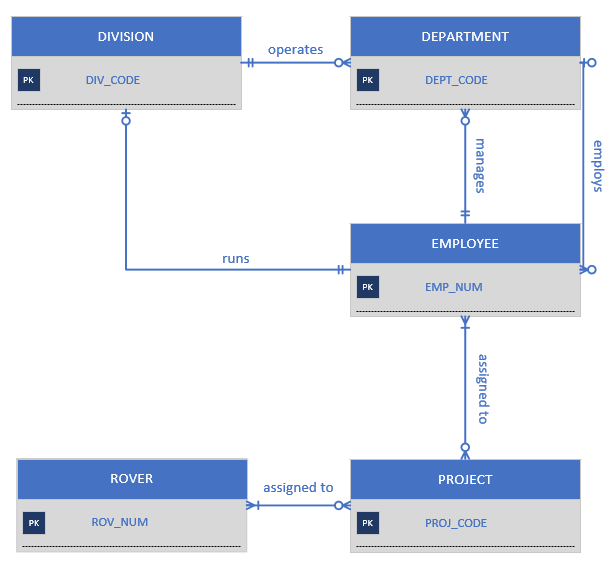 DIVISION
PK DIV_CODE
operates
DEPARTMENT
PK DEPT_CODE
employs
manages
runs
EMPLOYEE
PK EMP_NUM
assigned to
ROVER
PK ROV_NUM
assigned to
PROJECT
PK PROJ_CODE